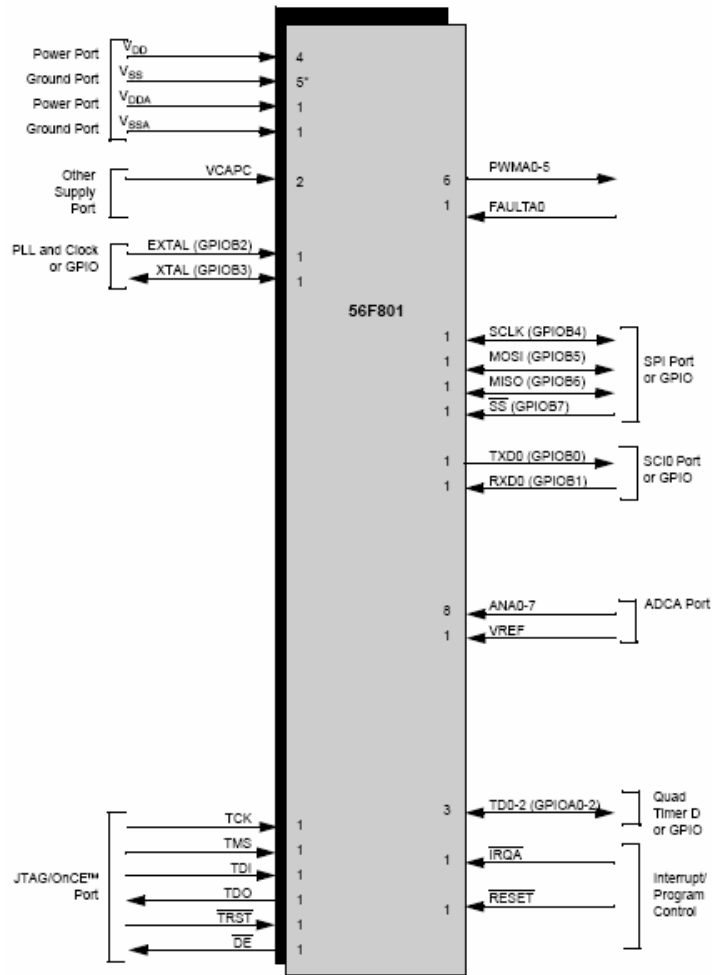 Power Port VDD 4
Ground Port VSS 5*
Power Port VDDA 1
Ground Port VSSA 1
Other
Supply
Port
VCAPC 2
PLL and Clock
or GPIO
EXTAL (GPIOB2) 1
XTAL (GPIOB3) 1
56F801
6 PWMA0-5
1 FAULTA0
1 SCLK (GPIOB4)
1 MOSI (GPIOB5)
1 MISO (GPIOB6)
1 SS (GPIOB7)
SPI Port
or GPIO
1 TXD0 (GPIOB0)
1 RXD0 (GPIOB1)
SCI0 Port
or GPIO
8 ANA0-7
1 VREF
ADCA Port
3 TD0-2 (GPIOA0-2)
Quad
Timer D
or GPIO
1 IRQA
1 RESET
Interrupt/
Program
Control
JTAG/OnCE™
Port
TCK 1
TMS 1
TDI 1
TDO 1
TRST 1
DE 1